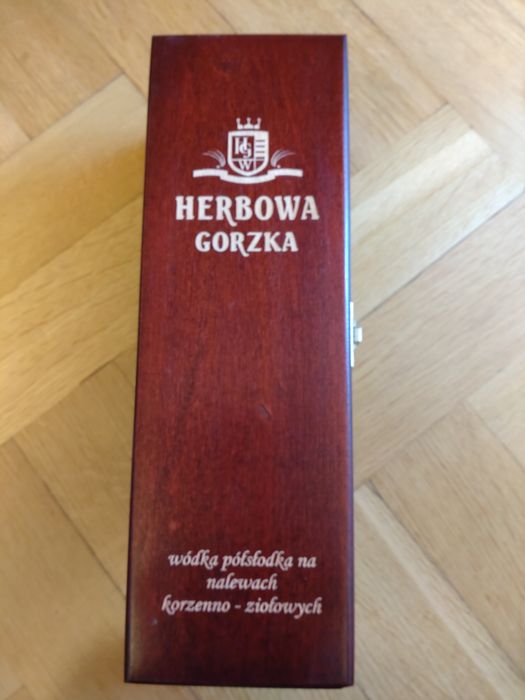 HERBOWA
GORZKA
wódka półsłodka na
nalewach
korzenno - ziołowych